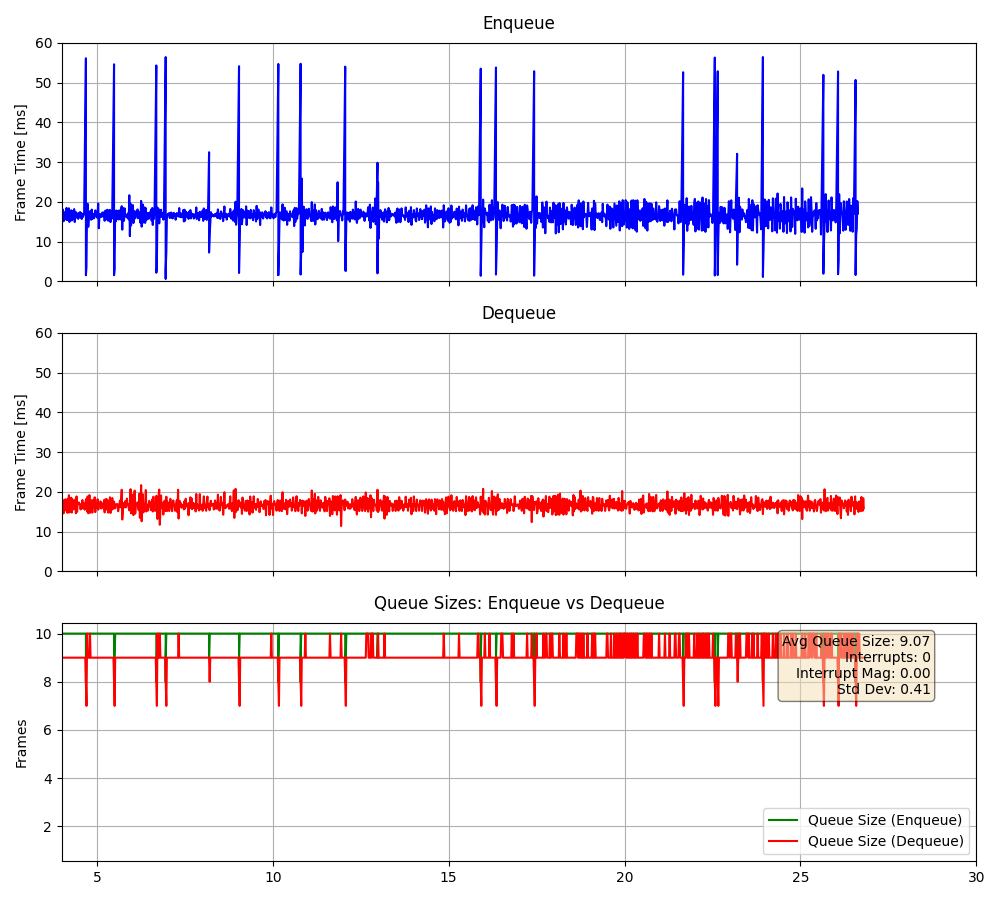 Enqueue
Frame Time [ms]
60
50
40
30
20
10
0
Dequeue
Frame Time [ms]
60
50
40
30
20
10
0
Queue Sizes: Enqueue vs Dequeue
Frames
10
8
6
4
2
Avg Queue Size: 9.07
Interrupts: 0
Interrupt Mag: 0.00
Std Dev: 0.41
Queue Size (Enqueue)
Queue Size (Dequeue)
5 10 15 20 25 30